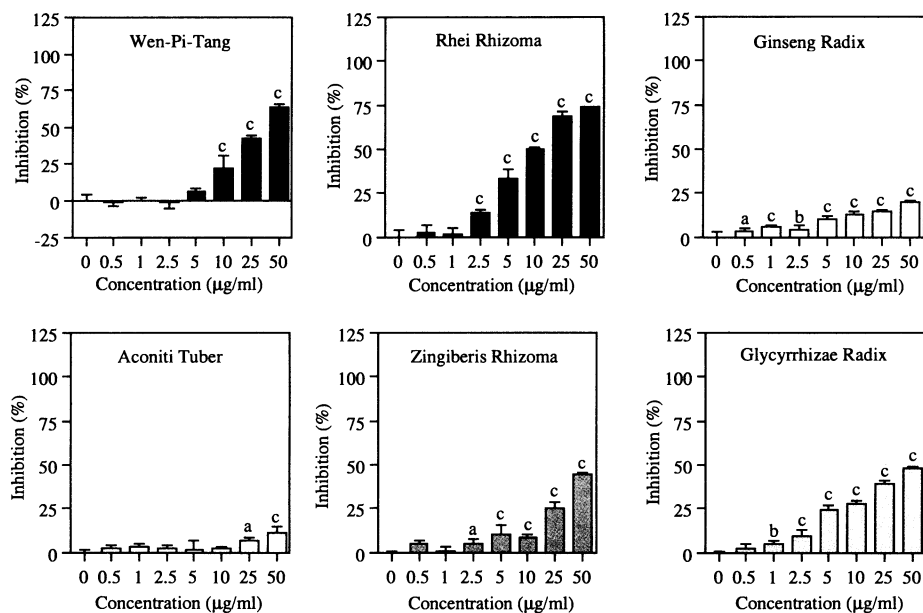 Wen-Pi-Tang
Inhibition (%)
125
100
75
50
25
0
-25
c
c
c
0 0.5 1 2.5 5 10 25 50
Concentration (µg/ml)
Rhei Rhizoma
Inhibition (%)
125
100
75
50
25
0
c
c
c
c
c
0 0.5 1 2.5 5 10 25 50
Concentration (µg/ml)
Ginseng Radix
Inhibition (%)
125
100
75
50
25
0
a c b c c c c
0 0.5 1 2.5 5 10 25 50
Concentration (µg/ml)
Aconiti Tuber
Inhibition (%)
125
100
75
50
25
0
a c
0 0.5 1 2.5 5 10 25 50
Concentration (µg/ml)
Zingiberis Rhizoma
Inhibition (%)
125
100
75
50
25
0
a c c c c
0 0.5 1 2.5 5 10 25 50
Concentration (µg/ml)
Glycyrrhizae Radix
Inhibition (%)
125
100
75
50
25
0
b c c c c c
0 0.5 1 2.5 5 10 25 50
Concentration (µg/ml)